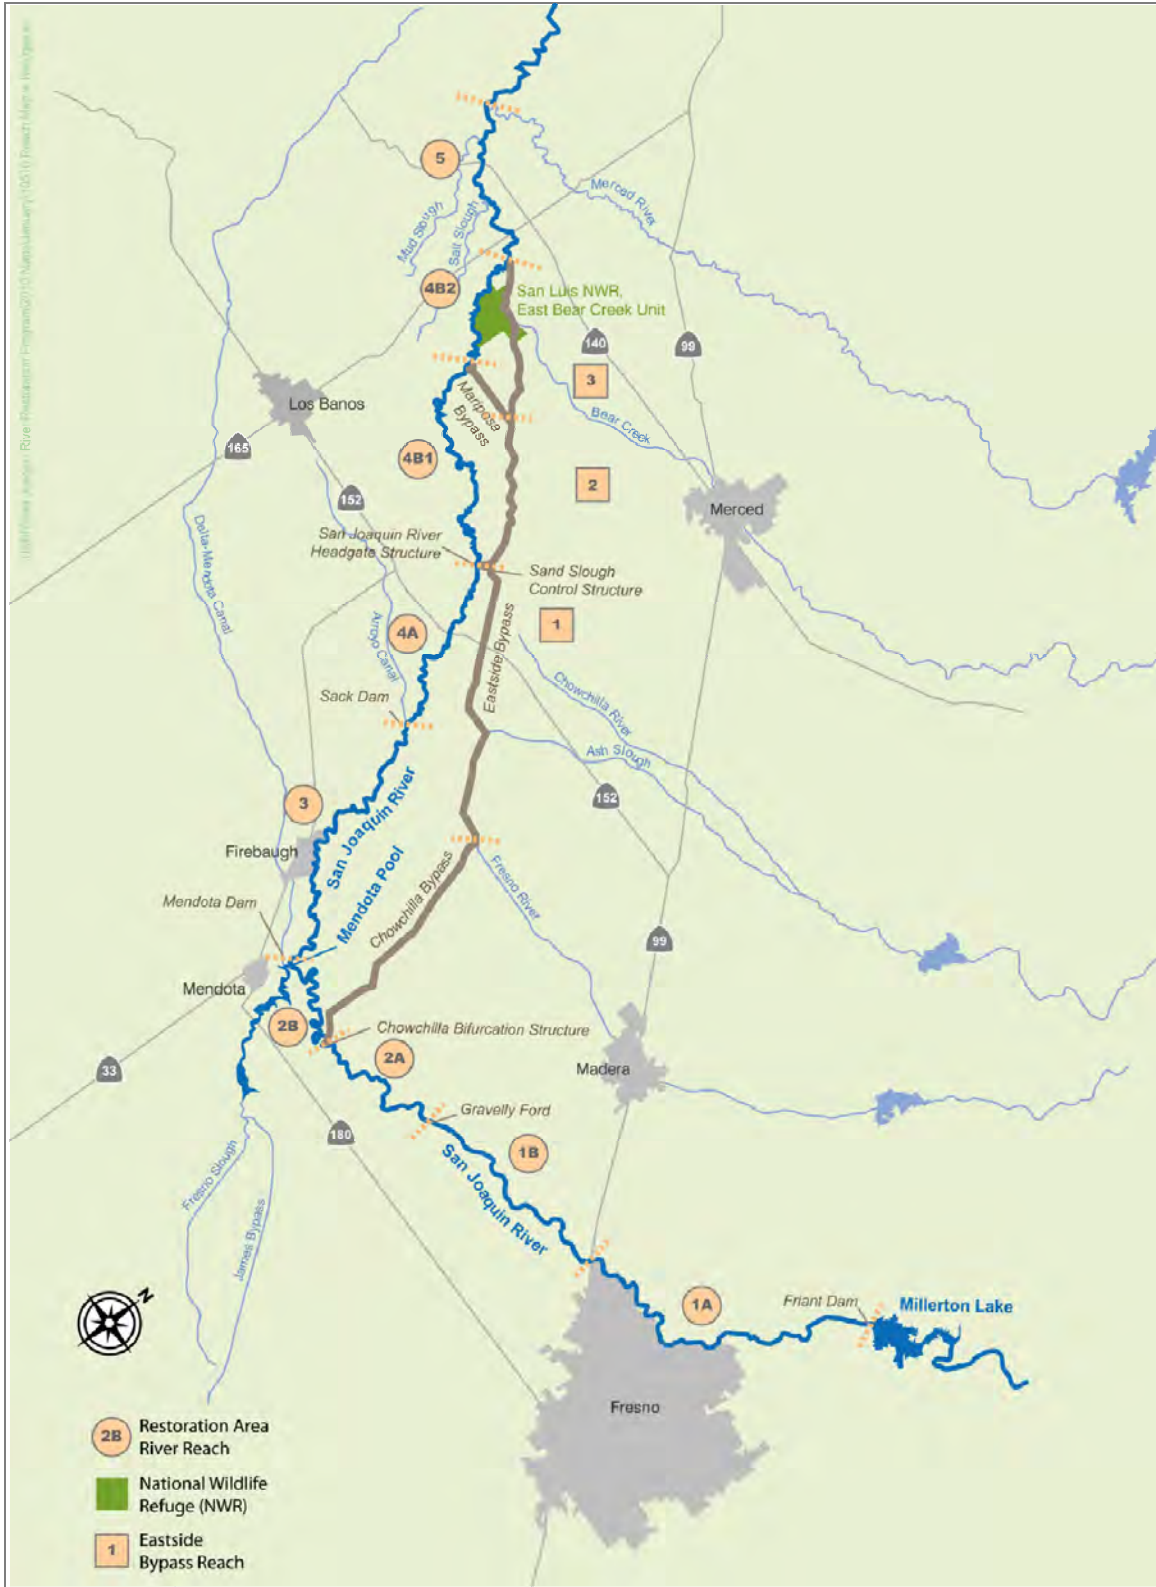 5
Merced River
Mud Slough
Salt Slough
4B2
San Luis NWR,
East Bear Creek Unit
140
99
3
Mariposa
Bypass
Los Banos
Bear Creek
165
4B1
2
152
Merced
Delta-Mendota Canal
San Joaquin River
Headgate Structure
Sand Slough
Control Structure
4A
Arroyo Canal
1
Eastside Bypass
Chowchilla River
Sack Dam
Ash Slough
3
San Joaquin River
152
Firebaugh
Mendota Pool
Chowchilla Bypass
Fresno River
Mendota Dam
99
Mendota
2B
Chowchilla Bifurcation Structure
2A
33
Madera
Gravelly Ford
180
1B
San Joaquin River
Fresno Slough
James Bypass
N
1A
Friant Dam
Millerton Lake
Fresno
2B
Restoration Area
River Reach
National Wildlife
Refuge (NWR)
1
Eastside
Bypass Reach